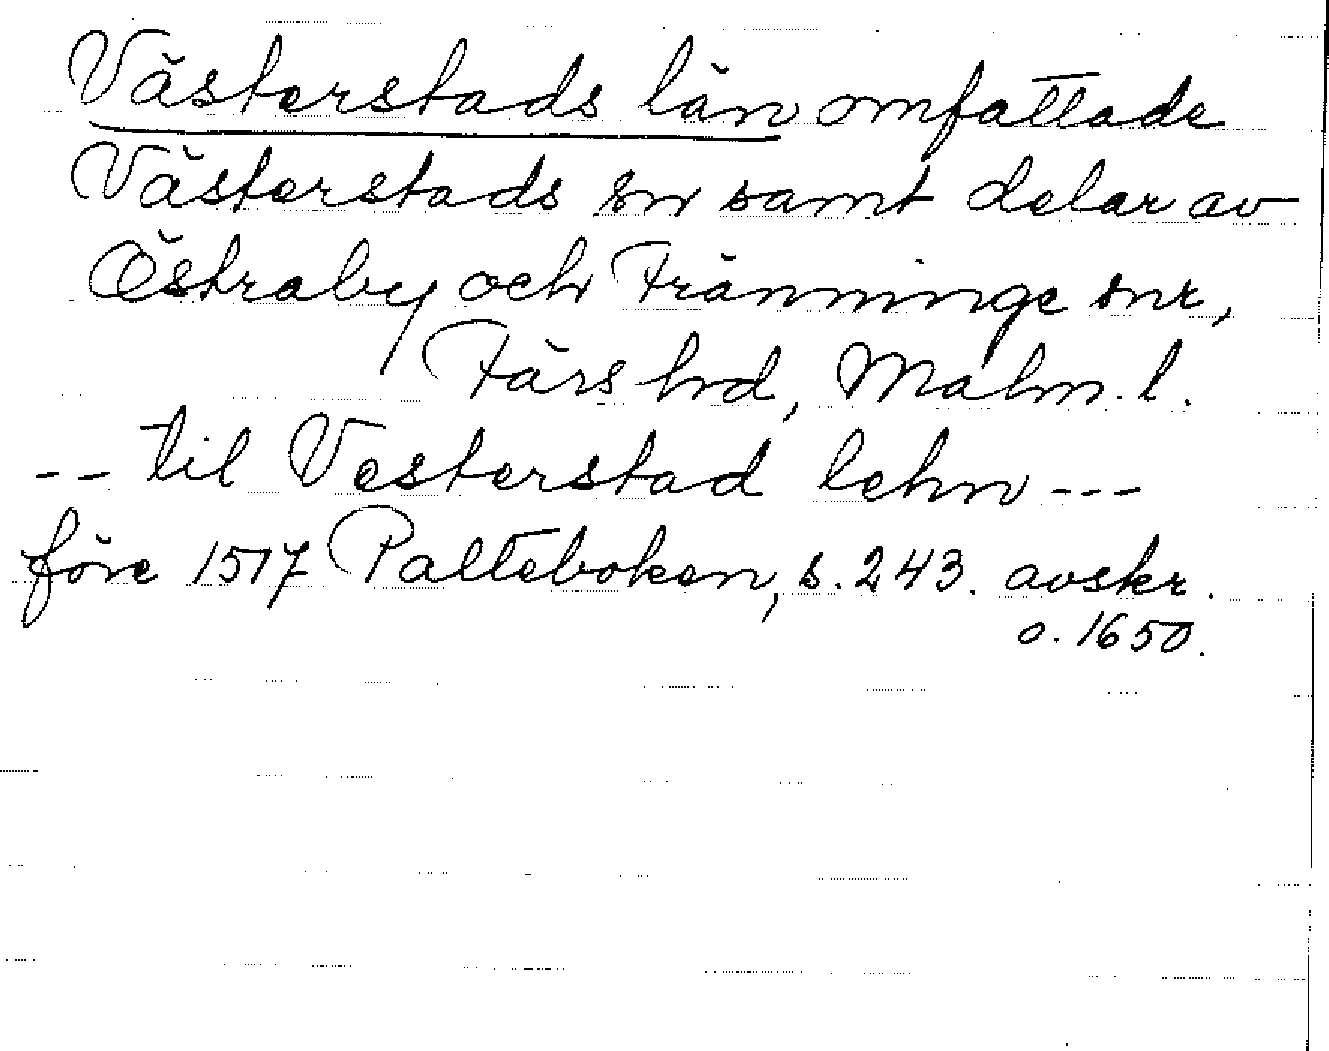 Västerstads län omfattade
Västerstads sn samt delar av
Östraby och Fränninge snr,
Färs hd, Malm. l.
-- til Vesterstad lehn ---
före 1517 Palteboken, s. 243. avskr.
o. 1650.